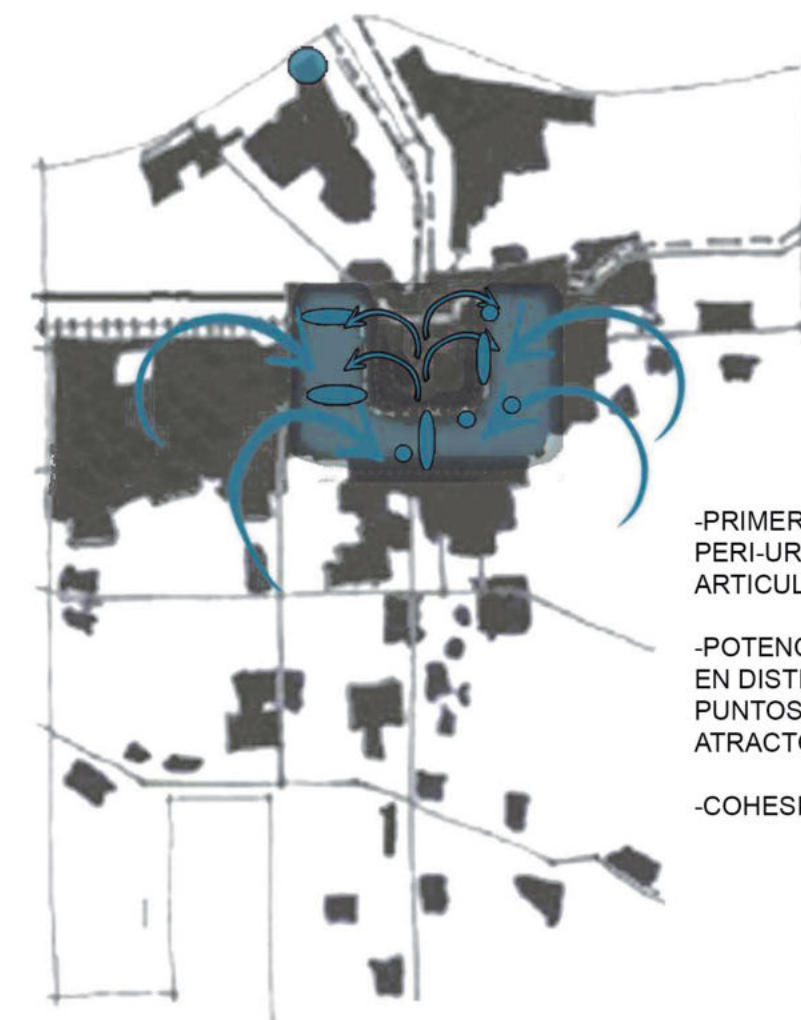 -PRIMER
PERI-UR
ARTICUL
-POTENC
EN DISTI
PUNTOS
ATRACTO
-COHESI